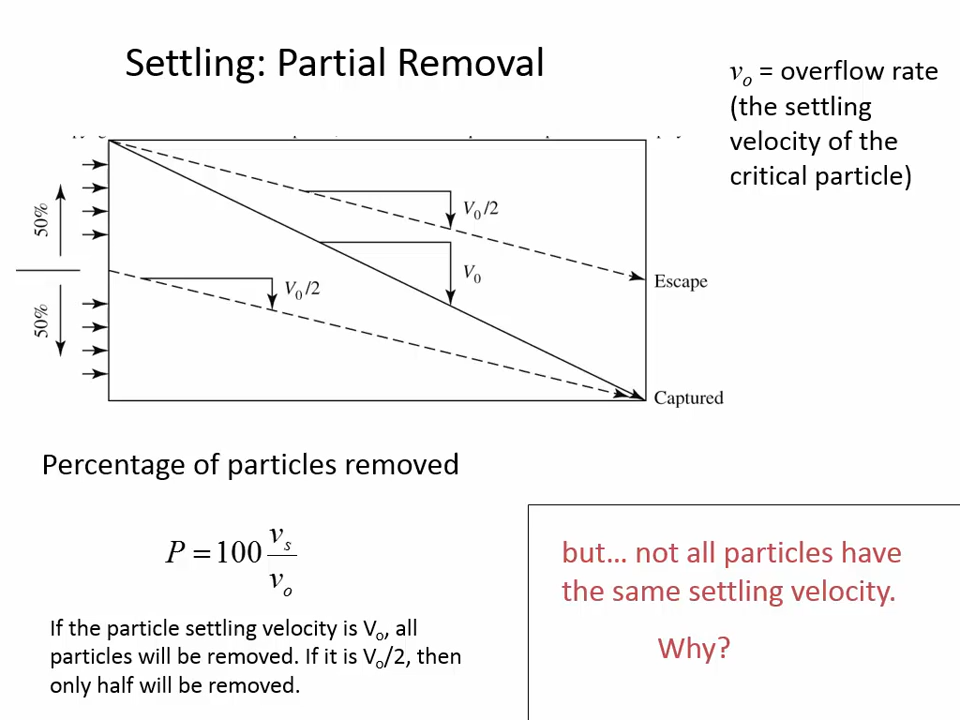 Settling: Partial Removal
v_o = overflow rate
(the settling
velocity of the
critical particle)
50%
50%
V_0/2
V_0
V_0/2
Escape
Captured
Percentage of particles removed
P = 100 v_s/v_o
If the particle settling velocity is V_o, all
particles will be removed. If it is V_o/2, then
only half will be removed.
but… not all particles have
the same settling velocity.
Why?